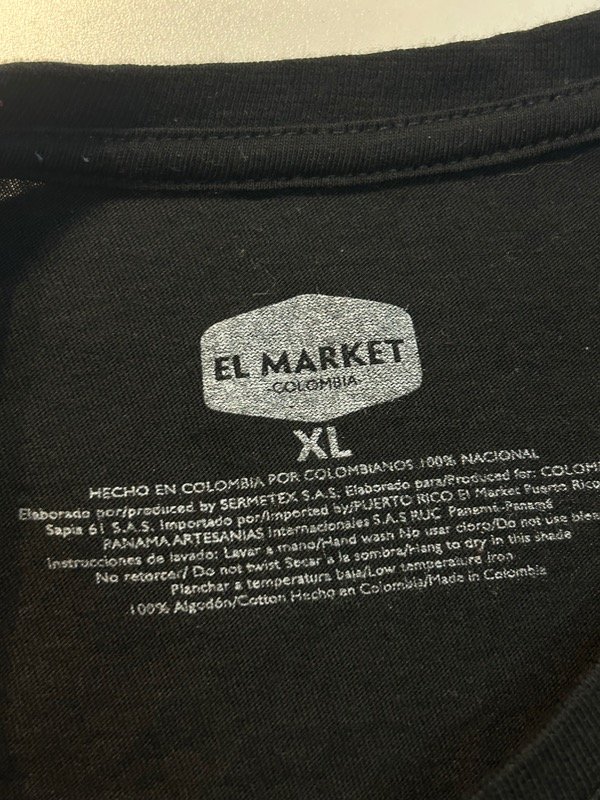 EL MARKET
-COLOMBIA-
XL
HECHO EN COLOMBIA POR COLOMBIANOS 100% NACIONAL
Elaborado por/produced by SERMETEX S.A.S. Elaborado para/Produced for: COLOM
Sapia 61 S.A.S. Importado por/Imported by/PUERTO RICO El Market Puerto Rico
PANAMA ARTESANIAS Internacionales S.A.S RUC Panamá-Panamá
Instrucciones de lavado: Lavar a mano/Hand wash No usar cloro/Do not use blea
No retorcer/ Do not twist Secar a la sombra/Hang to dry in this shade
Planchar a temperatura baja/Low temperature iron
100% Algodón/Cotton Hecho en Colombia/Made in Colombia